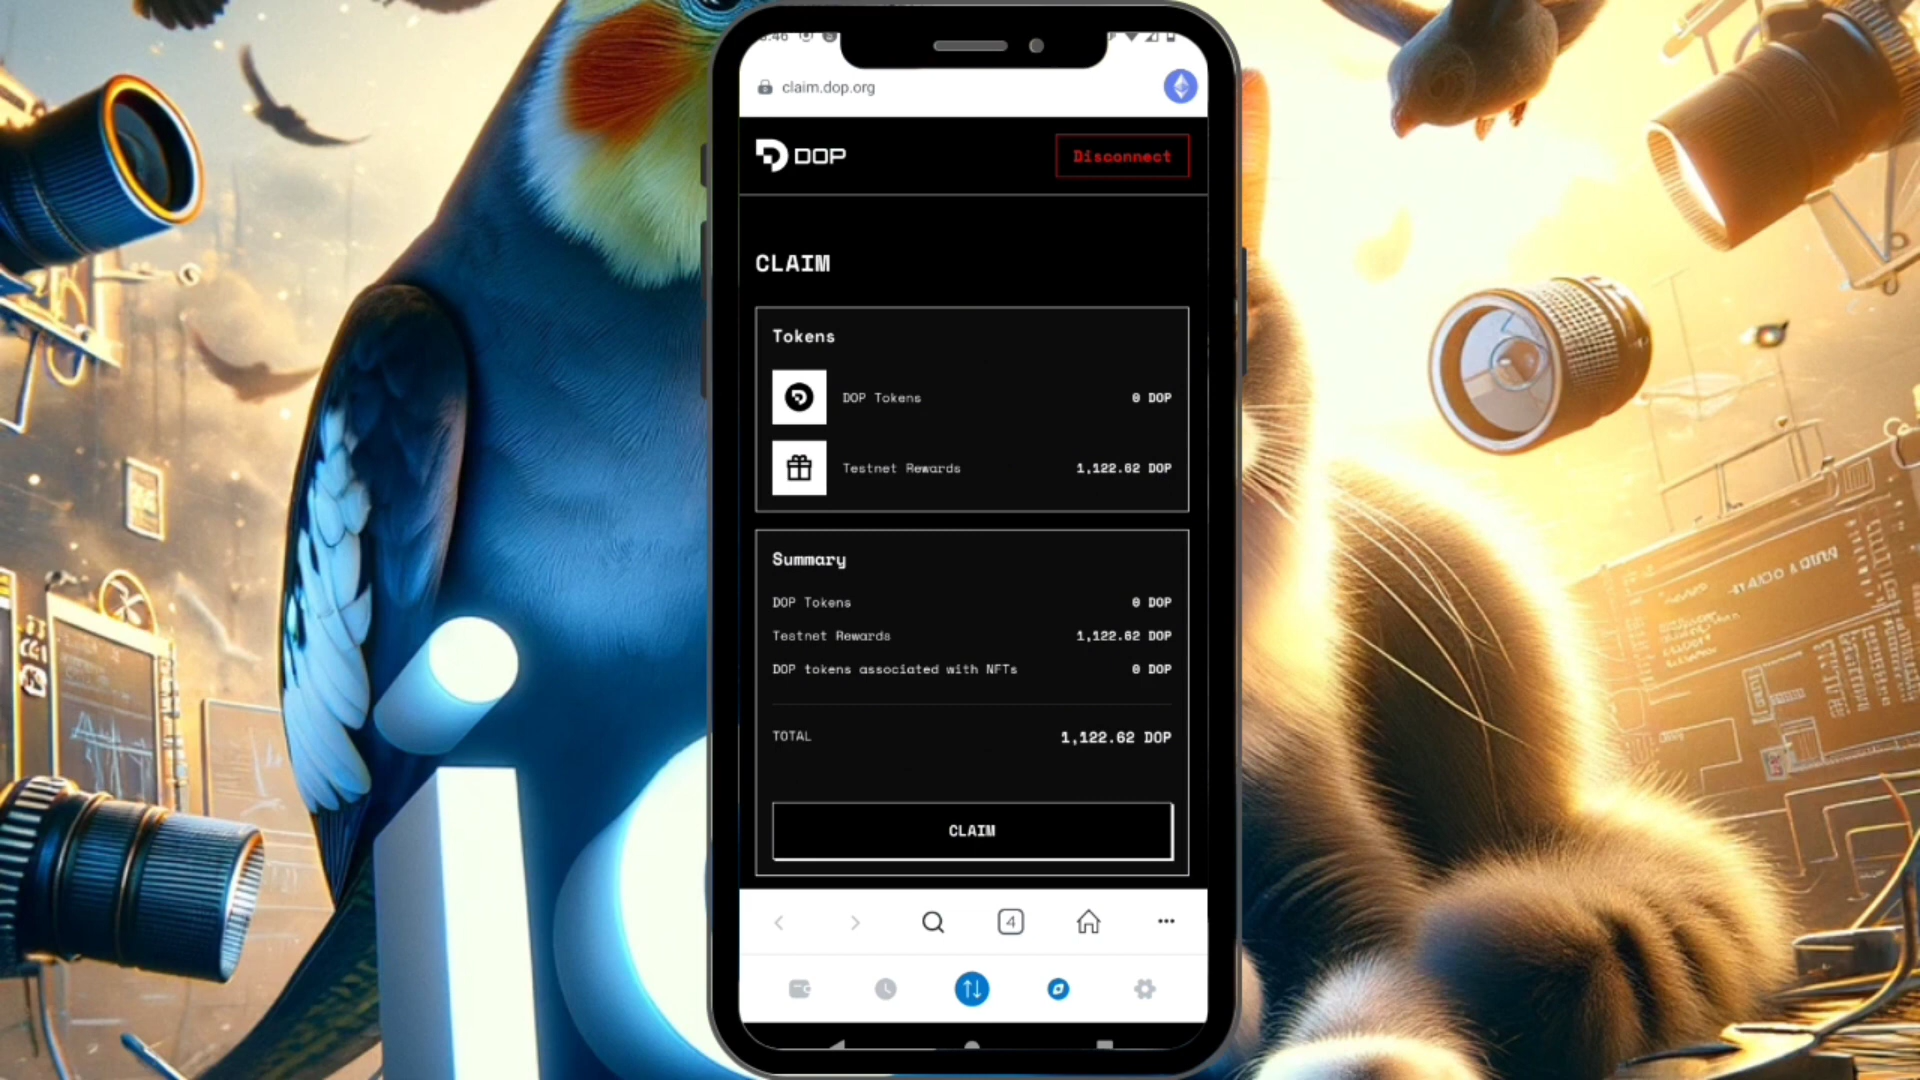 claim.dop.org
DOP
Disconnect
CLAIM
Tokens
DOP Tokens 0 DOP
Testnet Rewards 1,122.62 DOP
Summary
DOP Tokens 0 DOP
Testnet Rewards 1,122.62 DOP
DOP tokens associated with NFTs 0 DOP
TOTAL 1,122.62 DOP
CLAIM
4